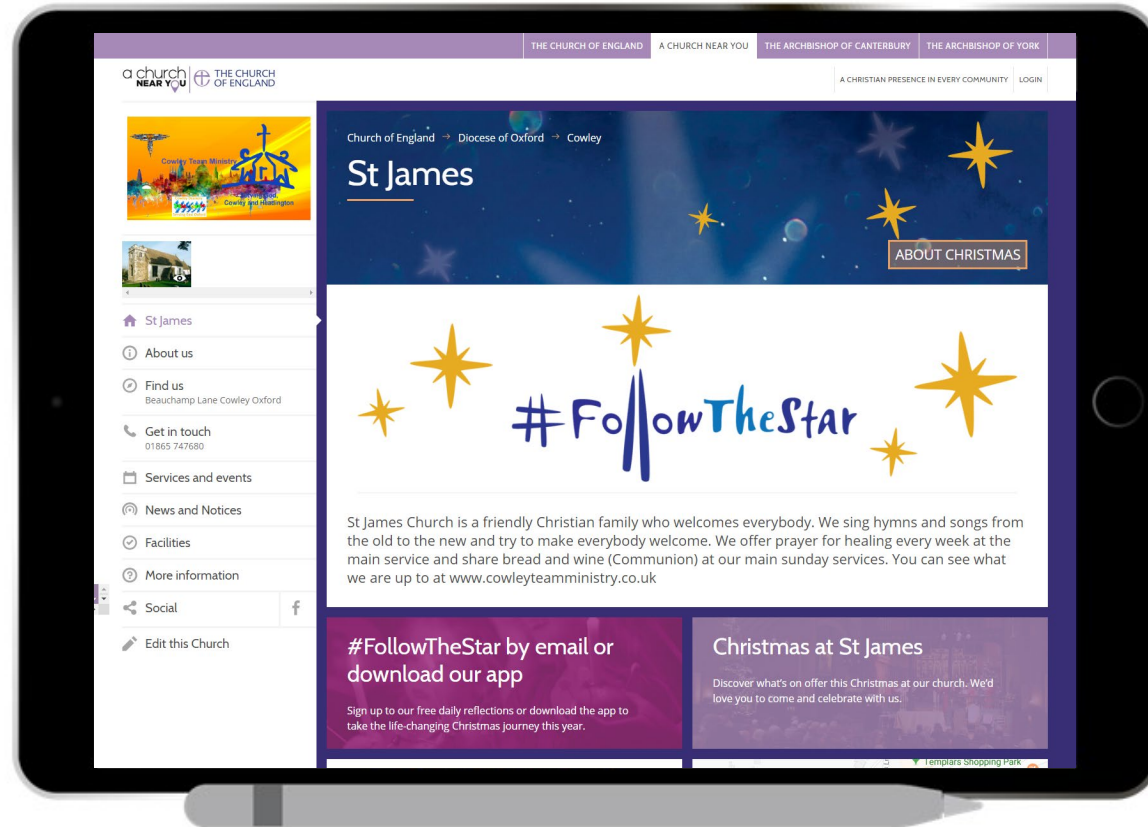 THE CHURCH OF ENGLAND
A CHURCH NEAR YOU
THE ARCHBISHOP OF CANTERBURY
THE ARCHBISHOP OF YORK
a church
NEAR YOU
THE CHURCH
OF ENGLAND
A CHRISTIAN PRESENCE IN EVERY COMMUNITY
LOGIN
Cowley Team Ministry
Cowley and Headington
St James
About us
Find us
Beauchamp Lane Cowley Oxford
Get in touch
01865 747680
Services and events
News and Notices
Facilities
More information
Social
Edit this Church
Church of England → Diocese of Oxford → Cowley
St James
ABOUT CHRISTMAS
#FollowTheStar
St James Church is a friendly Christian family who welcomes everybody. We sing hymns and songs from
the old to the new and try to make everybody welcome. We offer prayer for healing every week at the
main service and share bread and wine (Communion) at our main sunday services. You can see what
we are up to at www.cowleyteamministry.co.uk
#FollowTheStar by email or
download our app
Sign up to our free daily reflections or download the app to
take the life-changing Christmas journey this year.
Christmas at St James
Discover what's on offer this Christmas at our church. We'd
love you to come and celebrate with us.
Templars Shopping Park